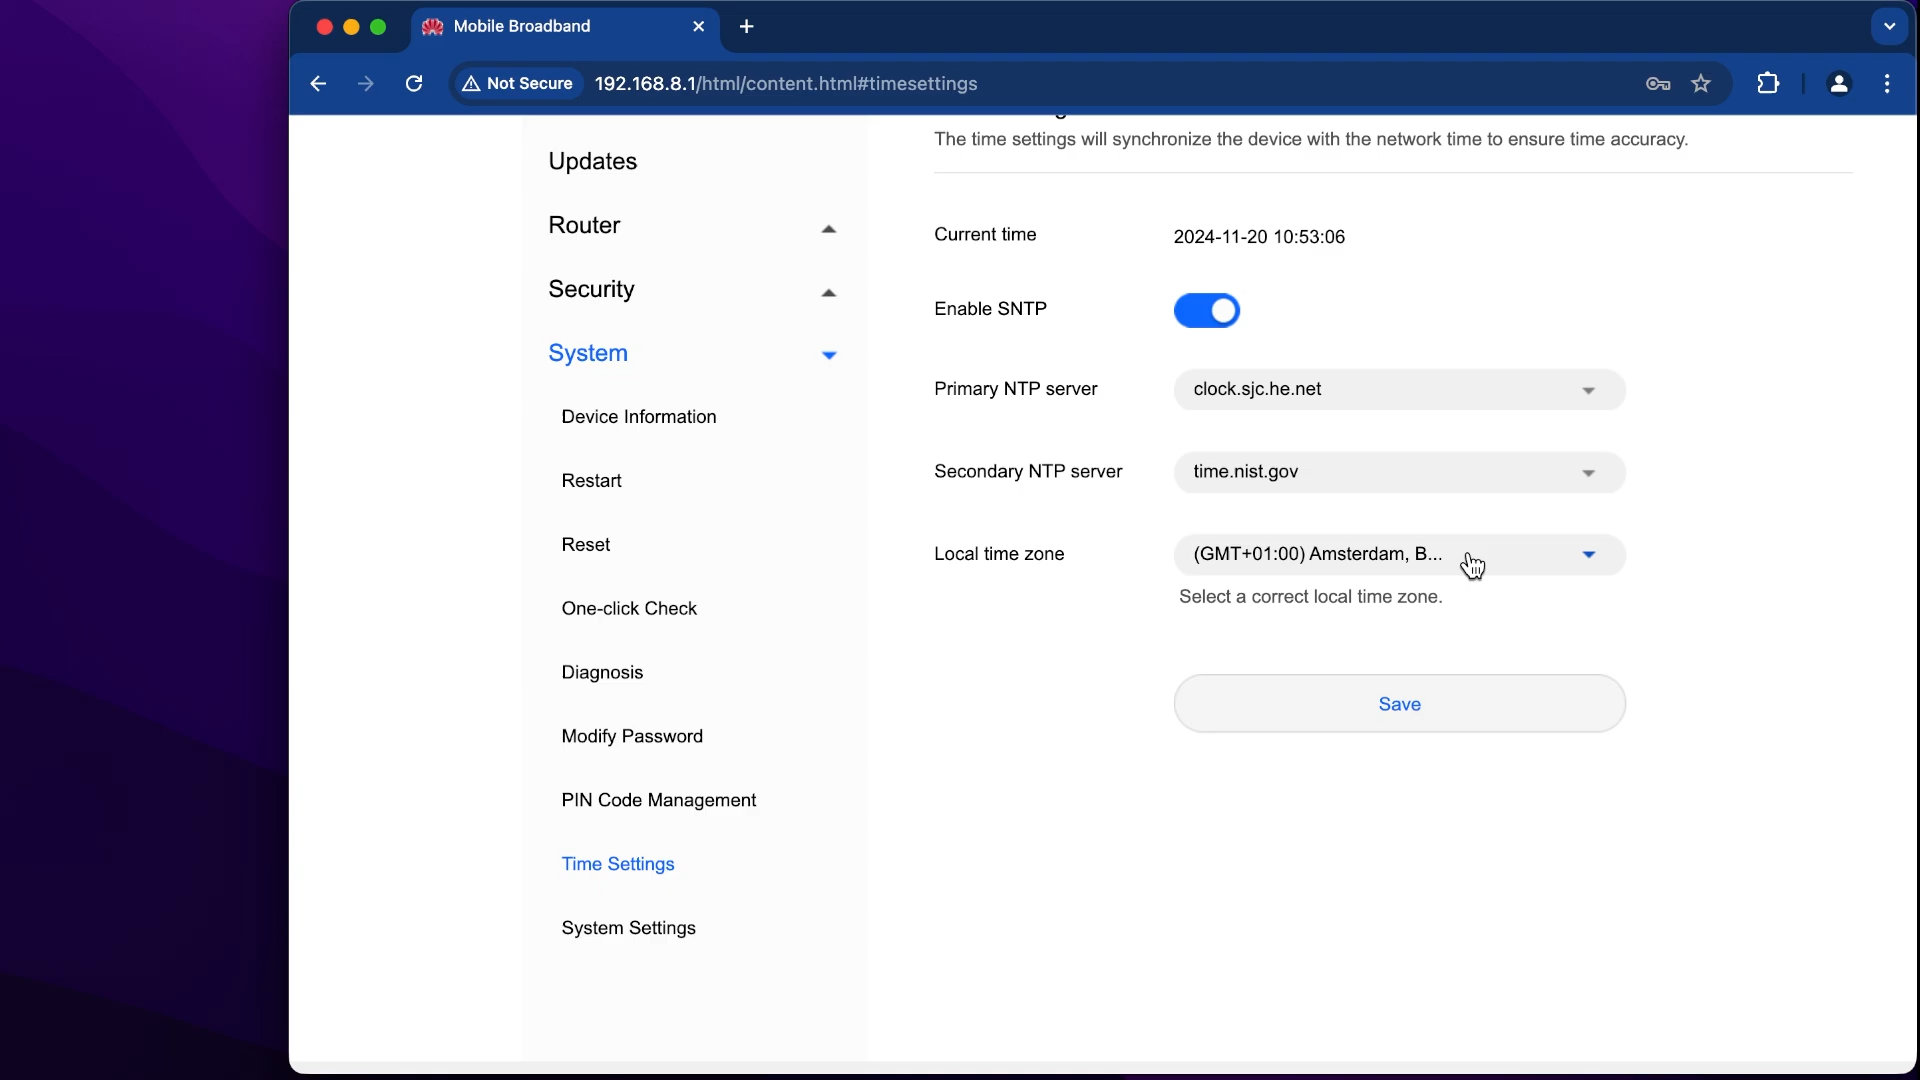 Mobile Broadband
Not Secure
192.168.8.1/html/content.html#timesettings
The time settings will synchronize the device with the network time to ensure time accuracy.
Updates
Router
Security
System
Device Information
Restart
Reset
One-click Check
Diagnosis
Modify Password
PIN Code Management
Time Settings
System Settings
Current time 2024-11-20 10:53:06
Enable SNTP
Primary NTP server clock.sjc.he.net
Secondary NTP server time.nist.gov
Local time zone (GMT+01:00) Amsterdam, B...
Select a correct local time zone.
Save